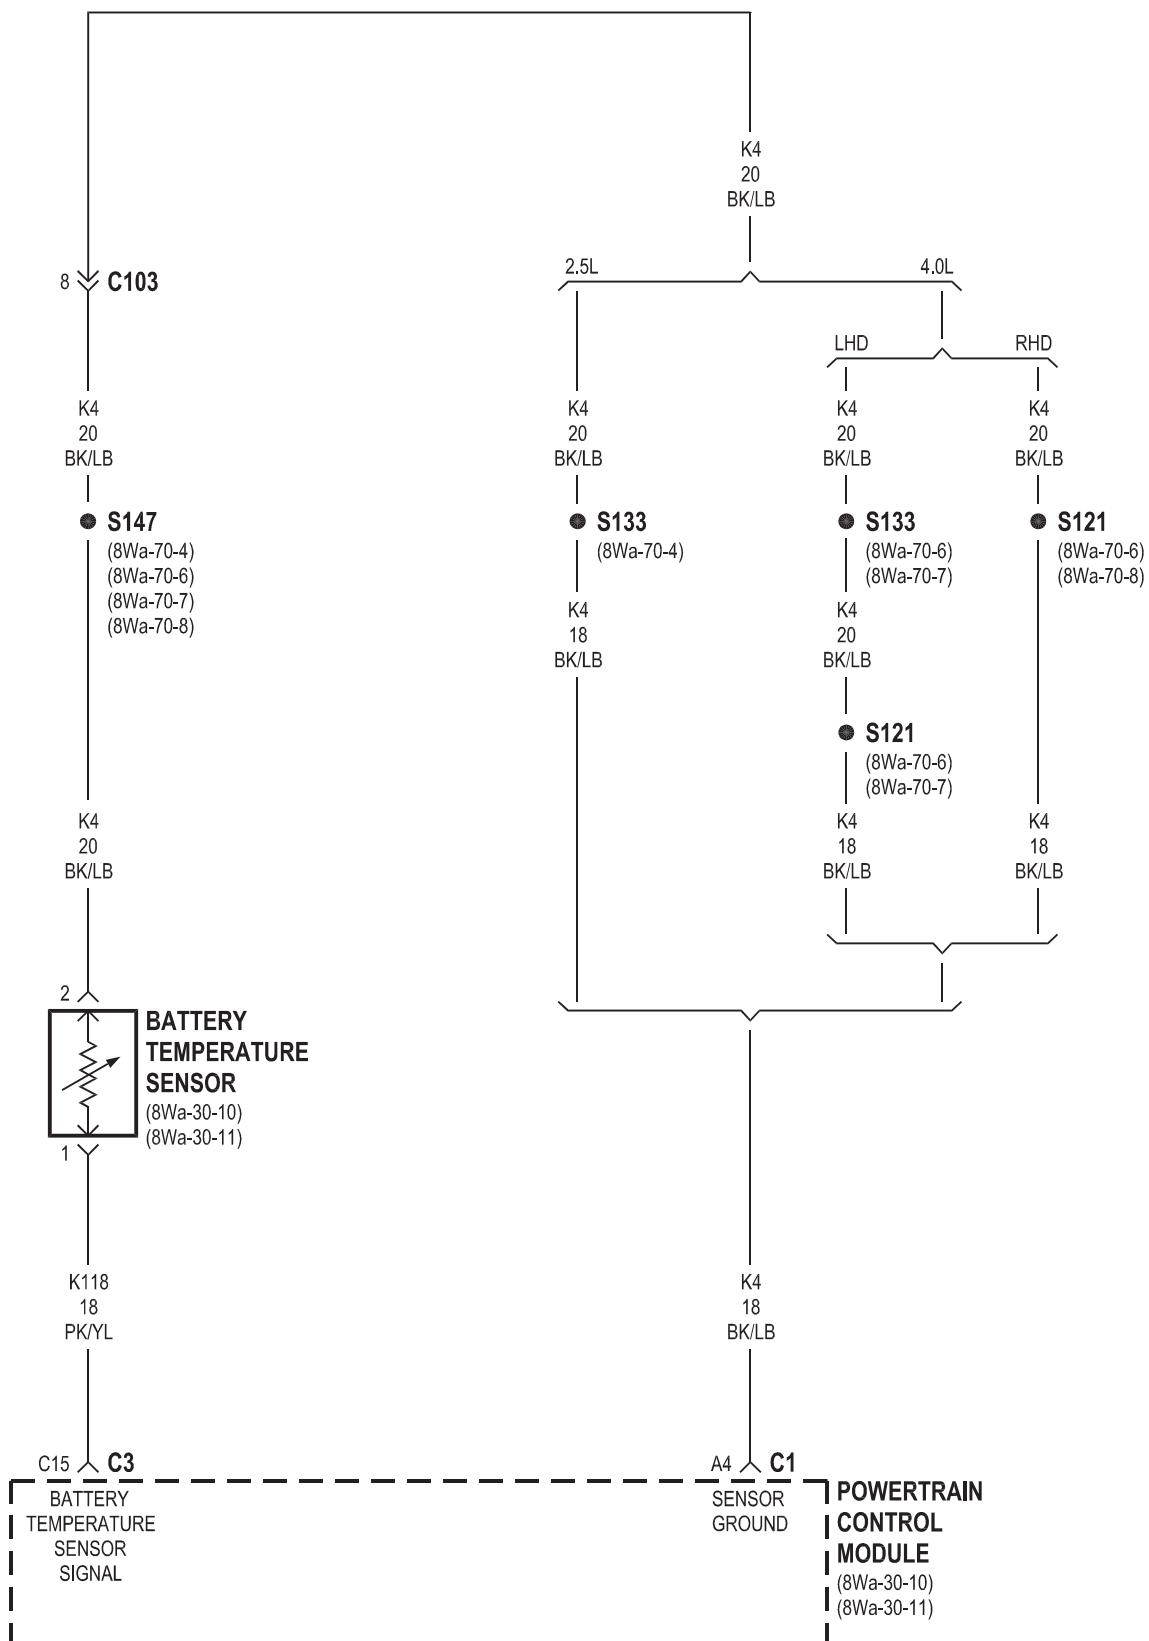 K4
20
BK/LB
2.5L
4.0L
8
C103
LHD
RHD
K4
20
BK/LB
K4
20
BK/LB
K4
20
BK/LB
K4
20
BK/LB
S147
(8Wa-70-4)
(8Wa-70-6)
(8Wa-70-7)
(8Wa-70-8)
S133
(8Wa-70-4)
S133
(8Wa-70-6)
(8Wa-70-7)
S121
(8Wa-70-6)
(8Wa-70-8)
K4
18
BK/LB
K4
20
BK/LB
S121
(8Wa-70-6)
(8Wa-70-7)
K4
20
BK/LB
K4
18
BK/LB
K4
18
BK/LB
2
BATTERY
TEMPERATURE
SENSOR
(8Wa-30-10)
(8Wa-30-11)
1
K118
18
PK/YL
K4
18
BK/LB
C15
C3
A4
C1
BATTERY
TEMPERATURE
SENSOR
SIGNAL
SENSOR
GROUND
POWERTRAIN
CONTROL
MODULE
(8Wa-30-10)
(8Wa-30-11)